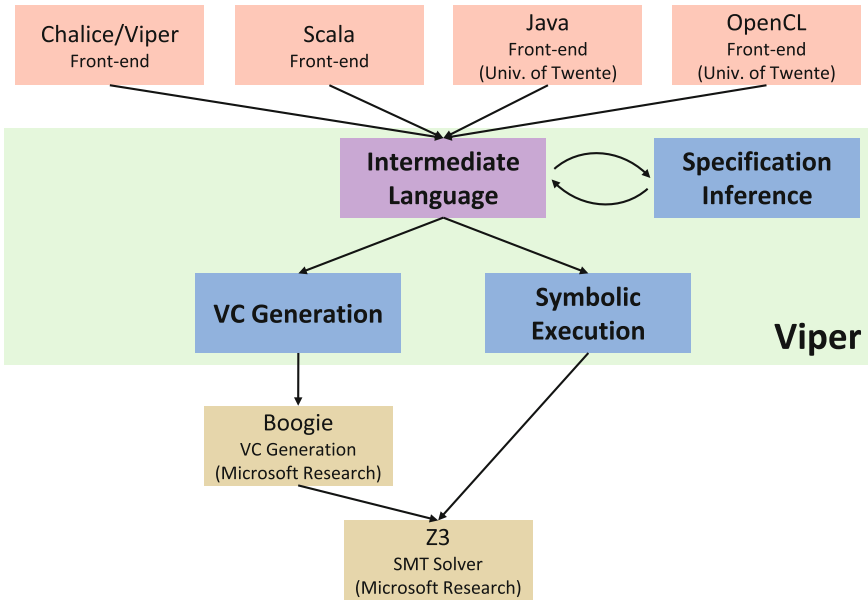 Chalice/Viper
Front-end
Scala
Front-end
Java
Front-end
(Univ. of Twente)
OpenCL
Front-end
(Univ. of Twente)
Intermediate
Language
Specification
Inference
VC Generation
Symbolic
Execution
Viper
Boogie
VC Generation
(Microsoft Research)
Z3
SMT Solver
(Microsoft Research)